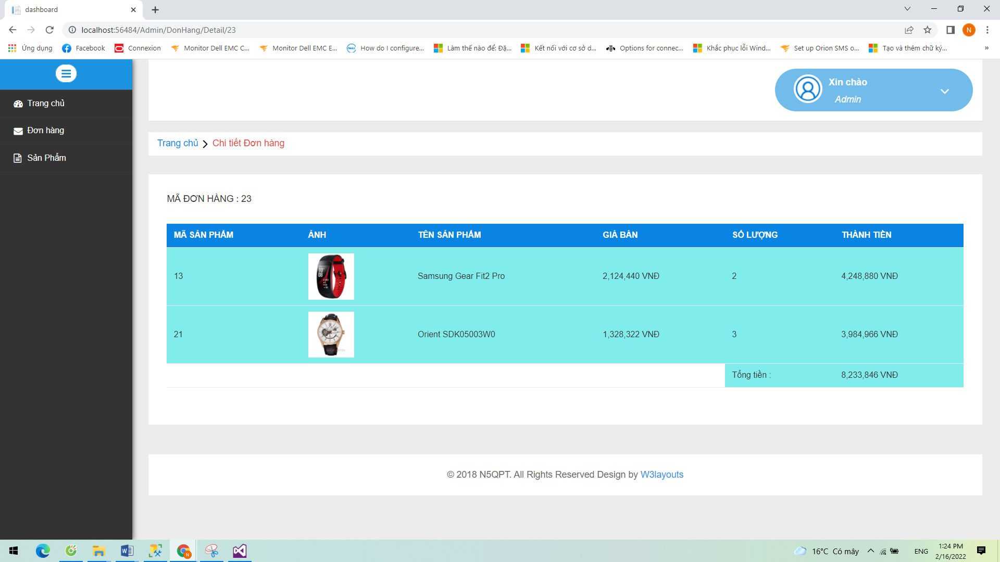 dashboard
localhost:56484/Admin/DonHang/Detail/23
N
Ứng dụng
Facebook
Connexion
Monitor Dell EMC C...
Monitor Dell EMC E...
How do I configure...
Làm thế nào để: Đặ...
Kết nối với cơ sở d...
Options for connec...
Khắc phục lỗi Wind...
Set up Orion SMS o...
Tạo và thêm chữ ký...
»
Xin chào
Admin
Trang chủ
Đơn hàng
Sản Phẩm
Trang chủ
Chi tiết Đơn hàng
MÃ ĐƠN HÀNG : 23
MÃ SẢN PHẨM ẢNH TÊN SẢN PHẨM GIÁ BÁN SỐ LƯỢNG THÀNH TIỀN
13 Samsung Gear Fit2 Pro 2,124,440 VNĐ 2 4,248,880 VNĐ
21 Orient SDK05003W0 1,328,322 VNĐ 3 3,984,966 VNĐ
Tổng tiền : 8,233,846 VNĐ
© 2018 N5QPT. All Rights Reserved Design by W3layouts
16°C Có mây
ENG
1:24 PM
2/16/2022